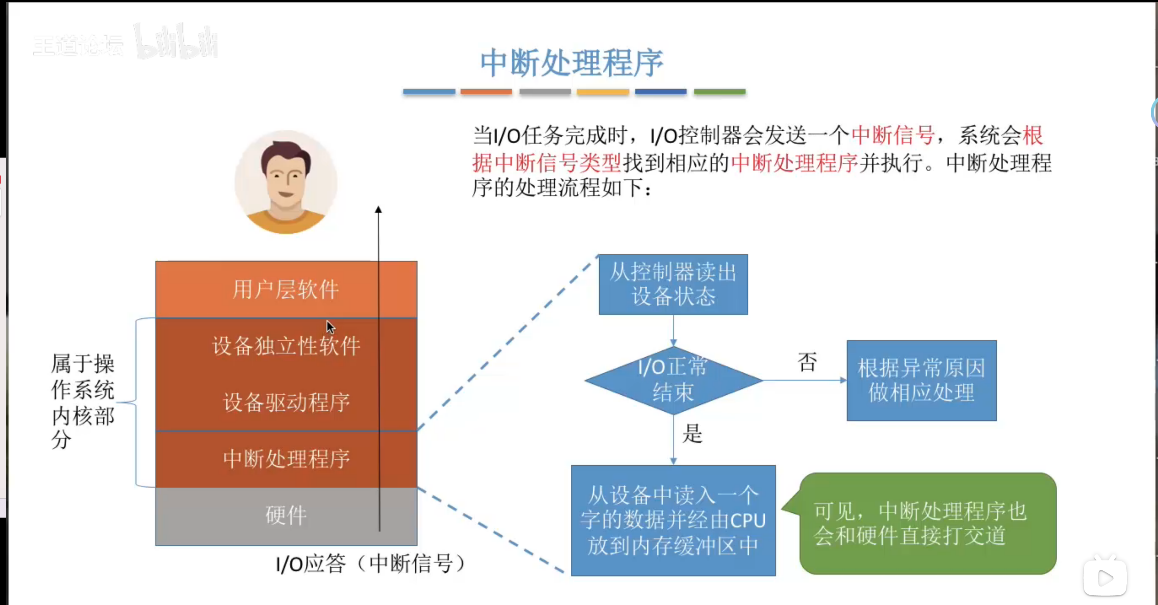 王道论坛 bilibili
中断处理程序
当I/O任务完成时，I/O控制器会发送一个中断信号，系统会根
据中断信号类型找到相应的中断处理程序并执行。中断处理程
序的处理流程如下：
用户层软件
设备独立性软件
设备驱动程序
中断处理程序
硬件
属于操
作系统
内核部
分
I/O应答（中断信号）
从控制器读出
设备状态
I/O正常
结束
否
根据异常原因
做相应处理
是
从设备中读入一个
字的数据并经由CPU
放到内存缓冲区中
可见，中断处理程序也
会和硬件直接打交道